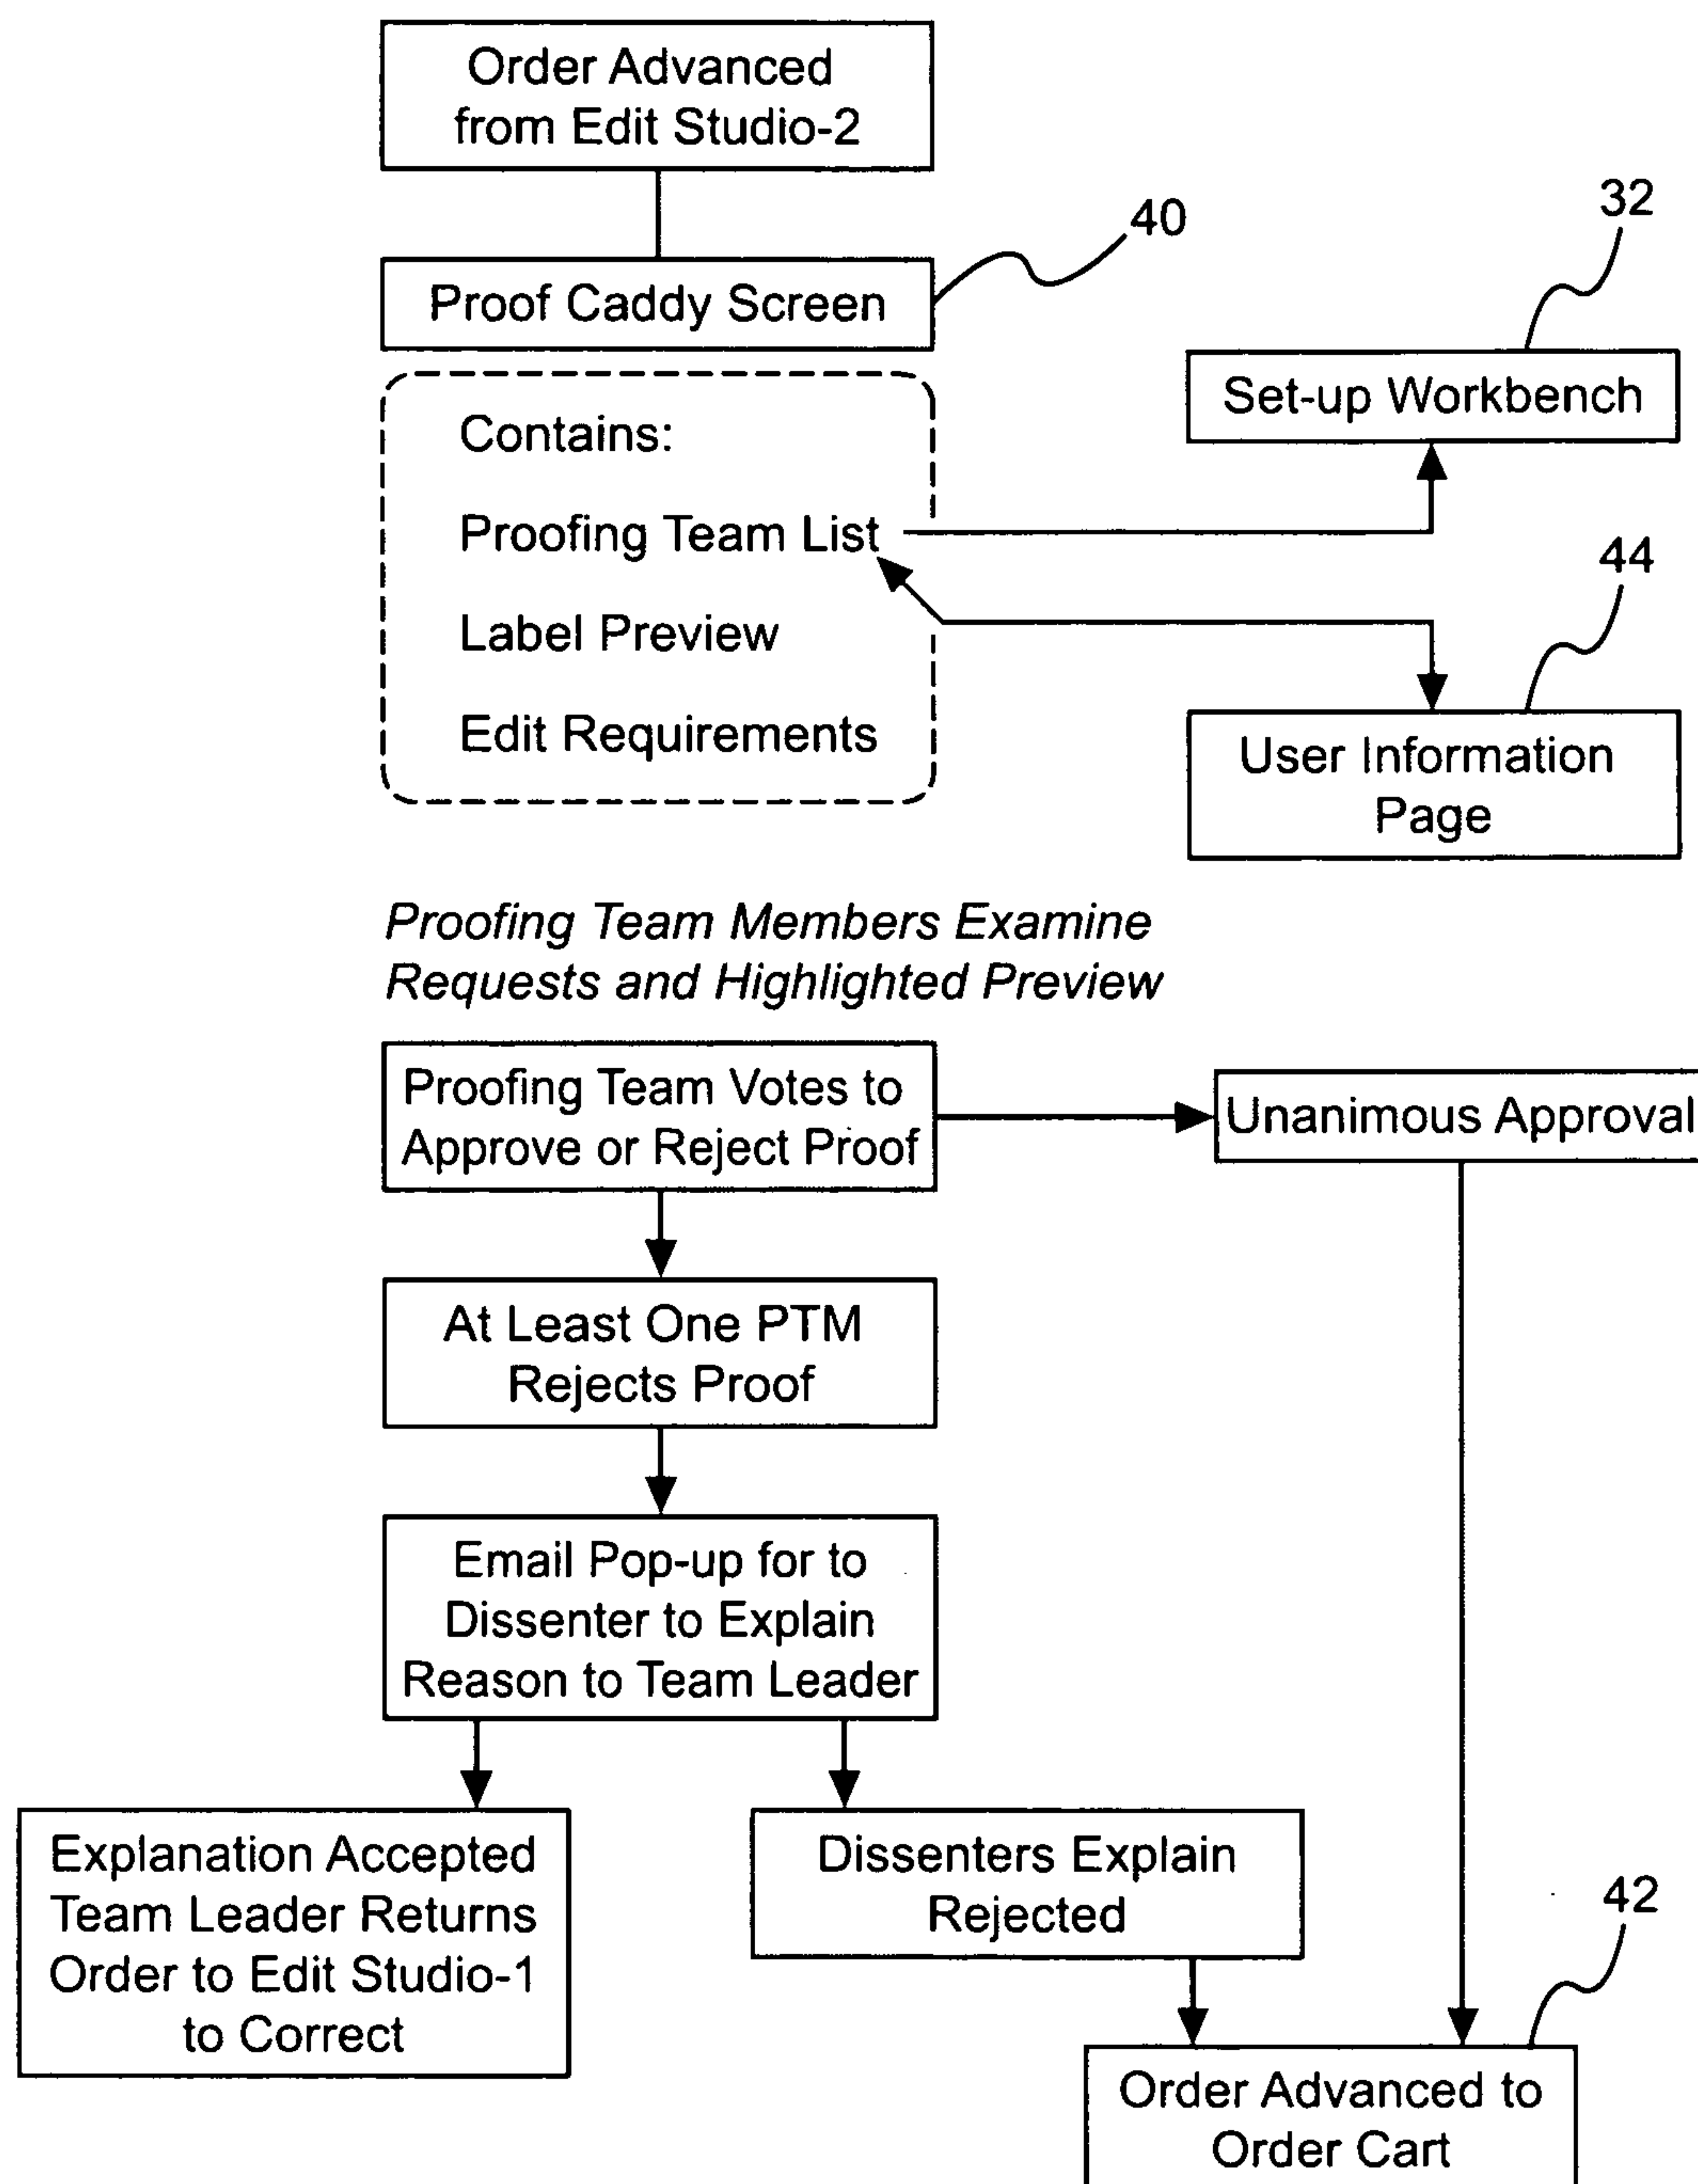 Order Advanced
from Edit Studio-2
40
32
Proof Caddy Screen
Set-up Workbench
Contains:
Proofing Team List
44
Label Preview
Edit Requirements
User Information
Page
Proofing Team Members Examine
Requests and Highlighted Preview
Proofing Team Votes to
Approve or Reject Proof
Unanimous Approval
At Least One PTM
Rejects Proof
Email Pop-up for to
Dissenter to Explain
Reason to Team Leader
Explanation Accepted
Team Leader Returns
Order to Edit Studio-1
to Correct
Dissenters Explain
Rejected
42
Order Advanced to
Order Cart